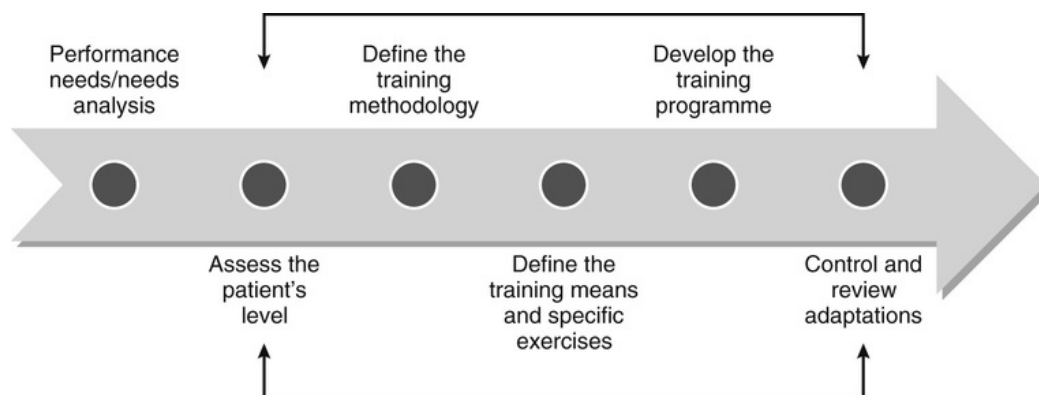 Performance
needs/needs
analysis
Assess the
patient's
level
Define the
training
methodology
Define the
training means
and specific
exercises
Develop the
training
programme
Control and
review
adaptations